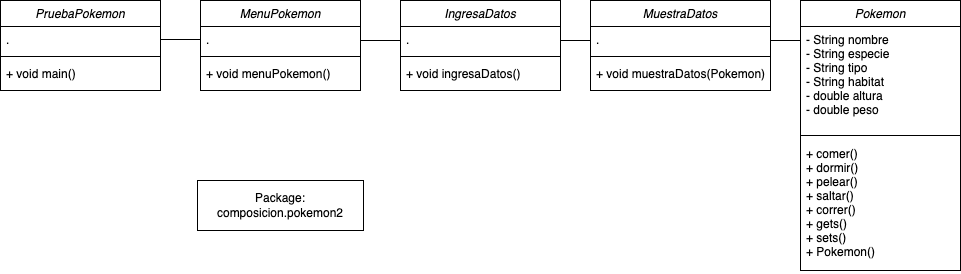 PruebaPokemon
.
+ void main()
MenuPokemon
.
+ void menuPokemon()
IngresaDatos
.
+ void ingresaDatos()
MuestraDatos
.
+ void muestraDatos(Pokemon)
Pokemon
- String nombre
- String especie
- String tipo
- String habitat
- double altura
- double peso
+ comer()
+ dormir()
+ pelear()
+ saltar()
+ correr()
+ gets()
+ sets()
+ Pokemon()
Package:
composicion.pokemon2